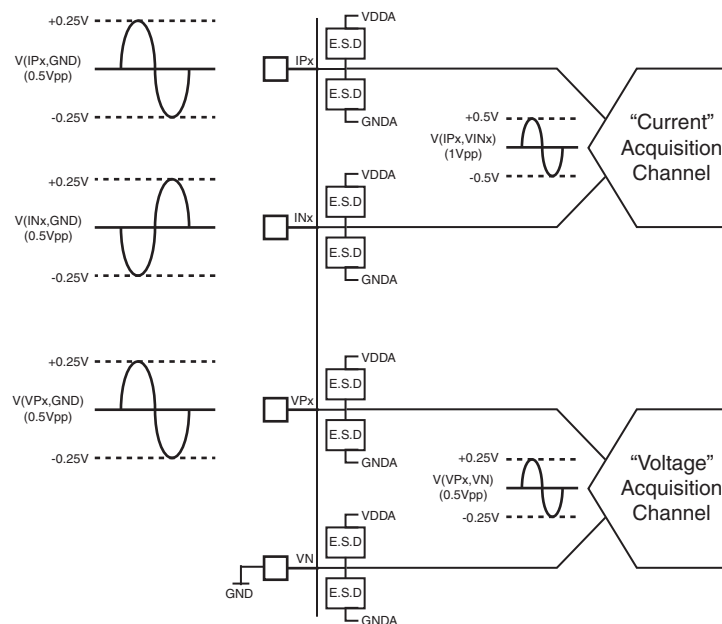 +0.25V
V(IPx,GND)
(0.5Vpp)
-0.25V
IPx
VDDA
E.S.D
E.S.D
GNDA
+0.5V
V(IPx,VINx)
(1Vpp)
-0.5V
“Current”
Acquisition
Channel
+0.25V
V(INx,GND)
(0.5Vpp)
-0.25V
INx
VDDA
E.S.D
E.S.D
GNDA
+0.25V
V(VPx,GND)
(0.5Vpp)
-0.25V
VPx
VDDA
E.S.D
E.S.D
GNDA
+0.25V
V(VPx,VN)
(0.5Vpp)
-0.25V
“Voltage”
Acquisition
Channel
GND
VN
VDDA
E.S.D
E.S.D
GNDA